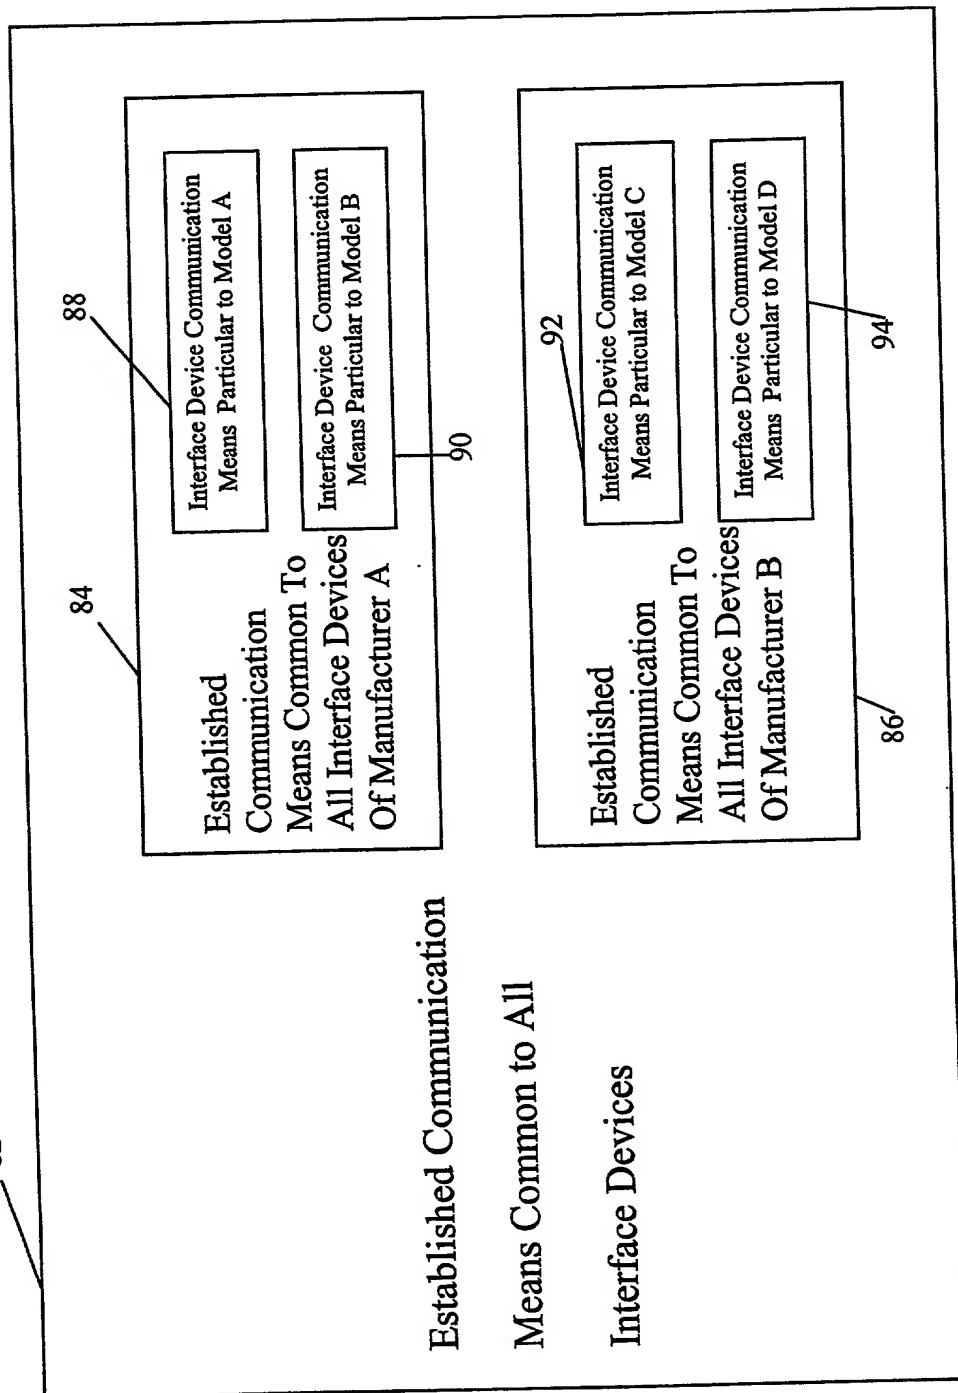 84
88
Established
Communication
Means Common To
All Interface Devices
Of Manufacturer A
Interface Device Communication
Means Particular to Model A
Interface Device Communication
Means Particular to Model B
90
Established Communication
Means Common to All
Interface Devices
92
Established
Communication
Means Common To
All Interface Devices
Of Manufacturer B
Interface Device Communication
Means Particular to Model C
Interface Device Communication
Means Particular to Model D
86
94